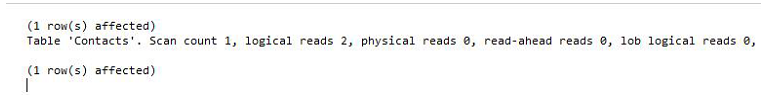 (1 row(s) affected)
Table 'Contacts'. Scan count 1, logical reads 2, physical reads 0, read-ahead reads 0, lob logical reads 0,
(1 row(s) affected)